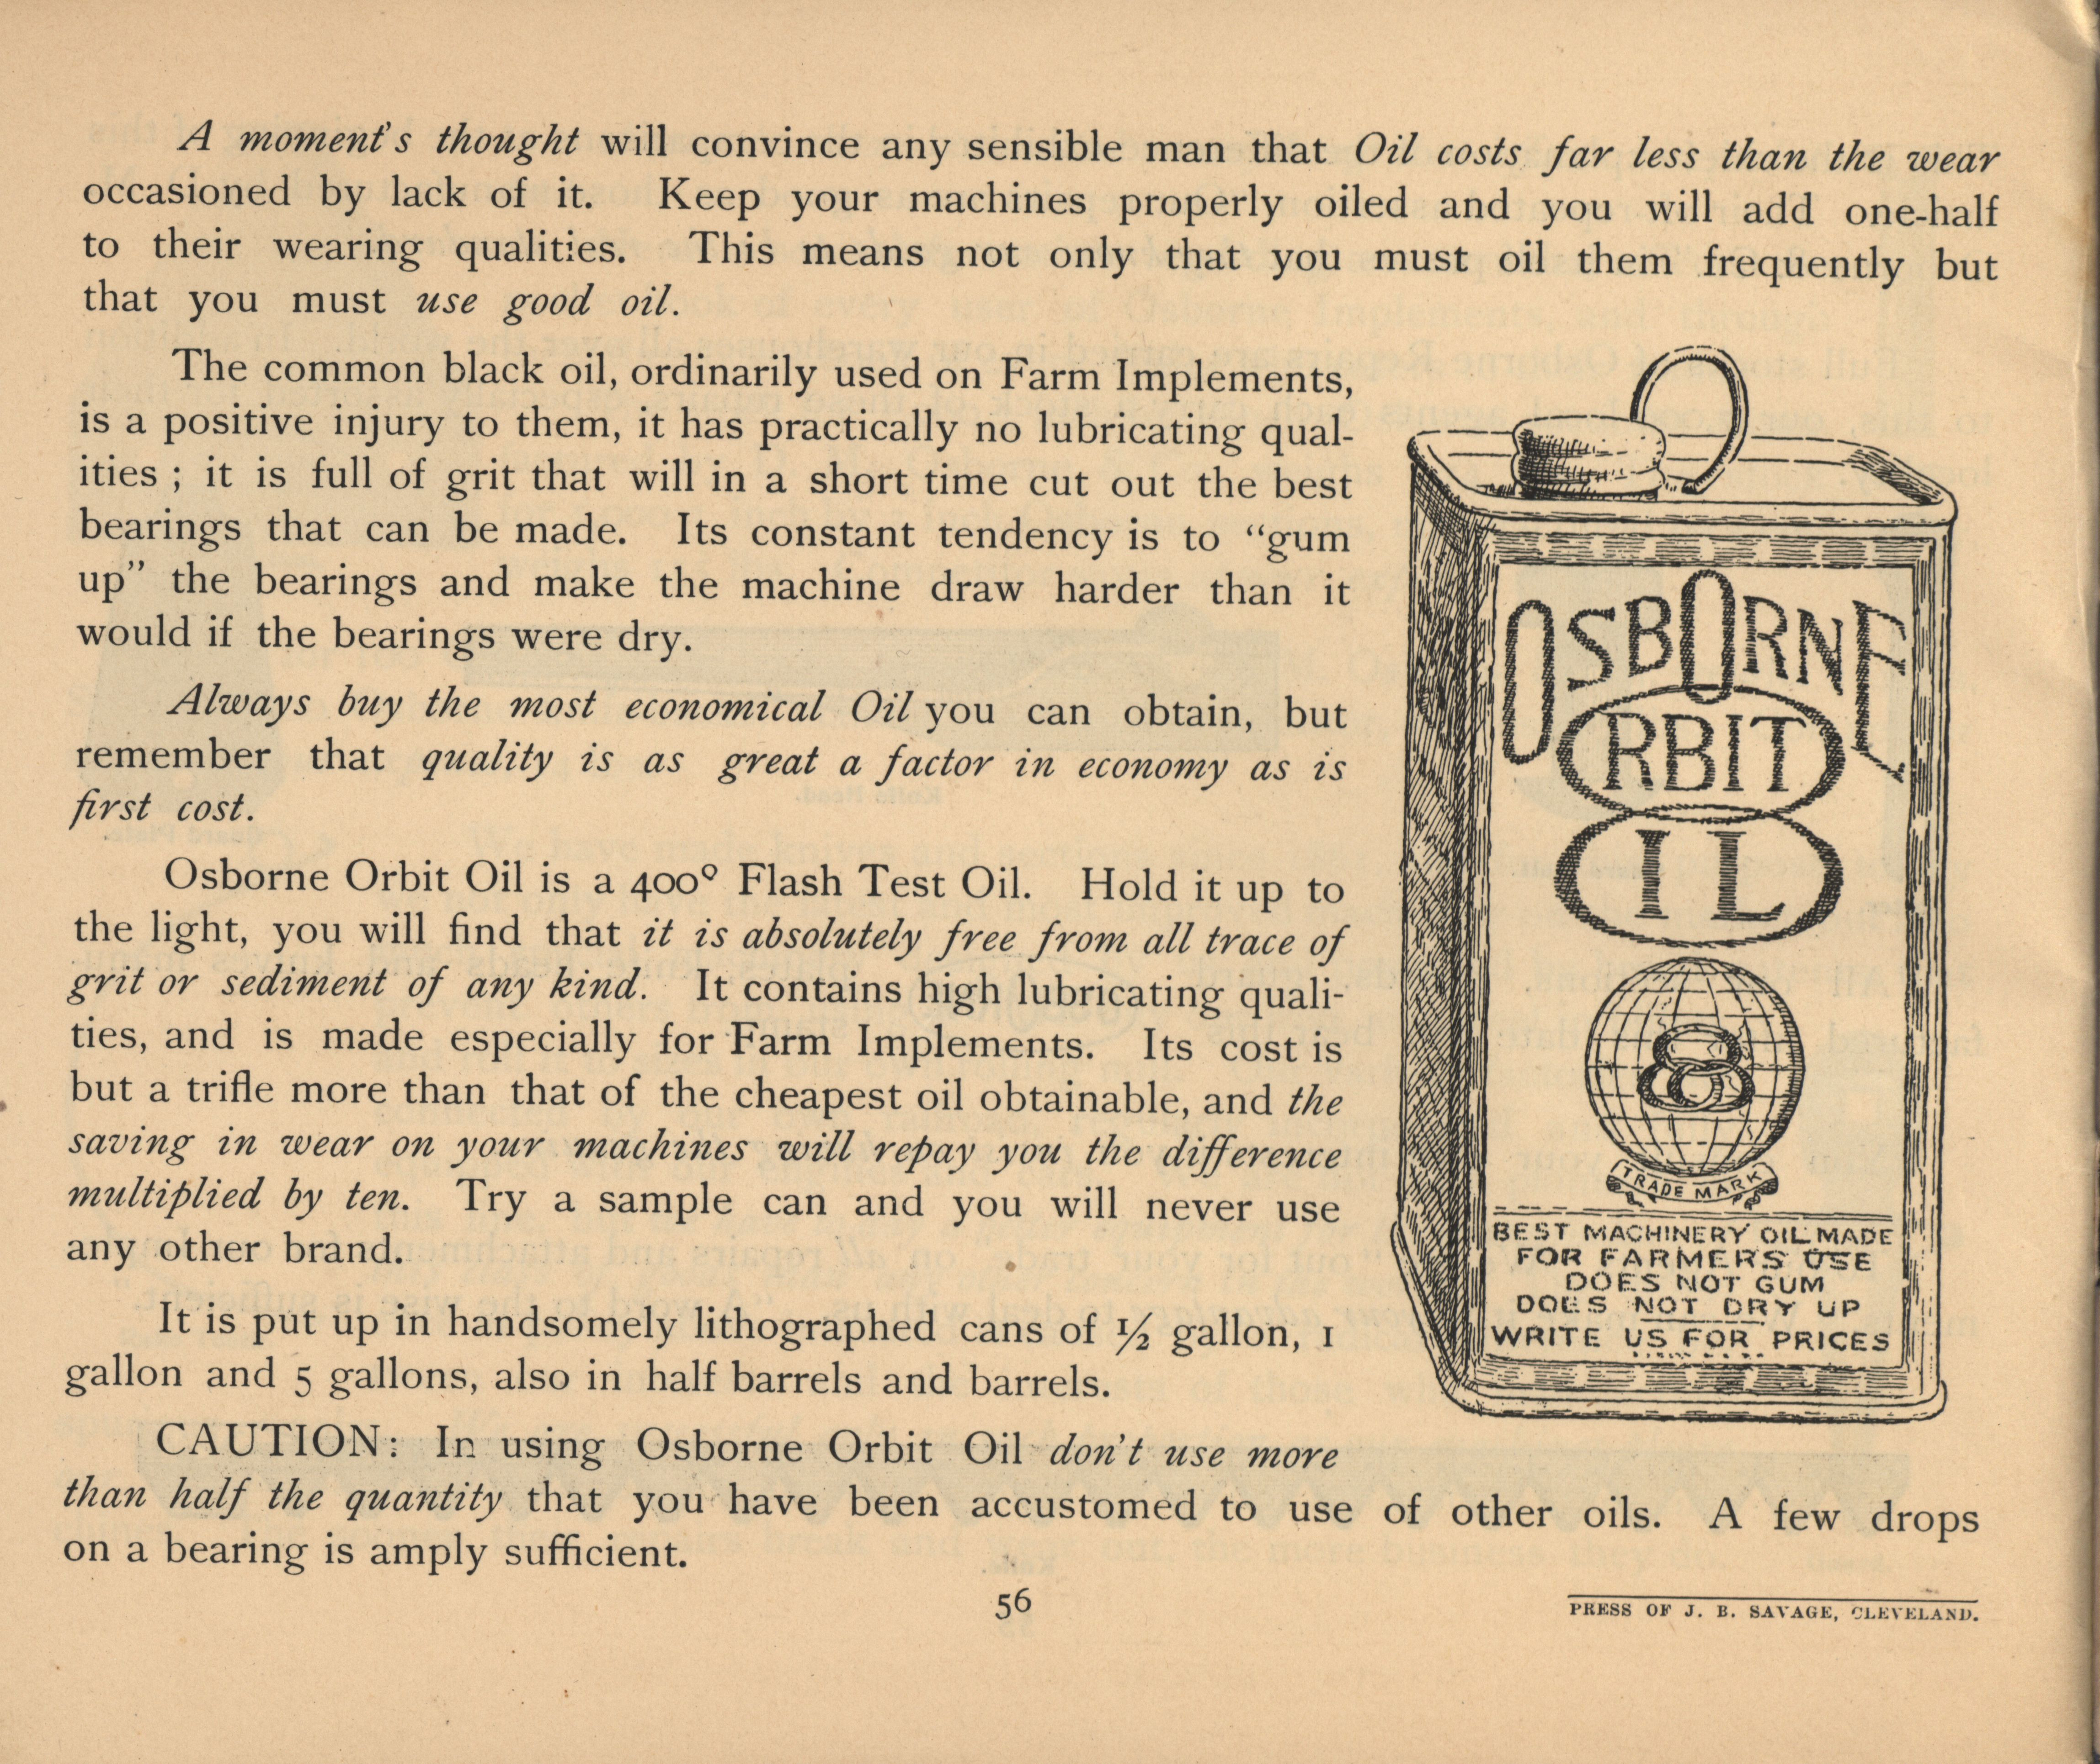 A moment's thought will convince any sensible man that Oil costs far less than the wear
occasioned by lack of it. Keep your machines properly oiled and you will add one-half
to their wearing qualities. This means not only that you must oil them frequently but
that you must use good oil.
The common black oil, ordinarily used on Farm Implements,
is a positive injury to them, it has practically no lubricating qual-
ities ; it is full of grit that will in a short time cut out the best
bearings that can be made. Its constant tendency is to “gum
up” the bearings and make the machine draw harder than it
would if the bearings were dry.
Always buy the most economical Oil you can obtain, but
remember that quality is as great a factor in economy as is
first cost.
Osborne Orbit Oil is a 400° Flash Test Oil. Hold it up to
the light, you will find that it is absolutely free from all trace of
grit or sediment of any kind. It contains high lubricating quali-
ties, and is made especially for Farm Implements. Its cost is
but a trifle more than that of the cheapest oil obtainable, and the
saving in wear on your machines will repay you the difference
multiplied by ten. Try a sample can and you will never use
any other brand.
It is put up in handsomely lithographed cans of ½ gallon, 1
gallon and 5 gallons, also in half barrels and barrels.
CAUTION: In using Osborne Orbit Oil don't use more
than half the quantity that you have been accustomed to use of other oils. A few drops
on a bearing is amply sufficient.
OSBORNE
ORBIT
OIL
TRADE MARK
BEST MACHINERY OIL MADE
FOR FARMERS USE
DOES NOT GUM
DOES NOT DRY UP
WRITE US FOR PRICES
56
PRESS OF J. B. SAVAGE, CLEVELAND.